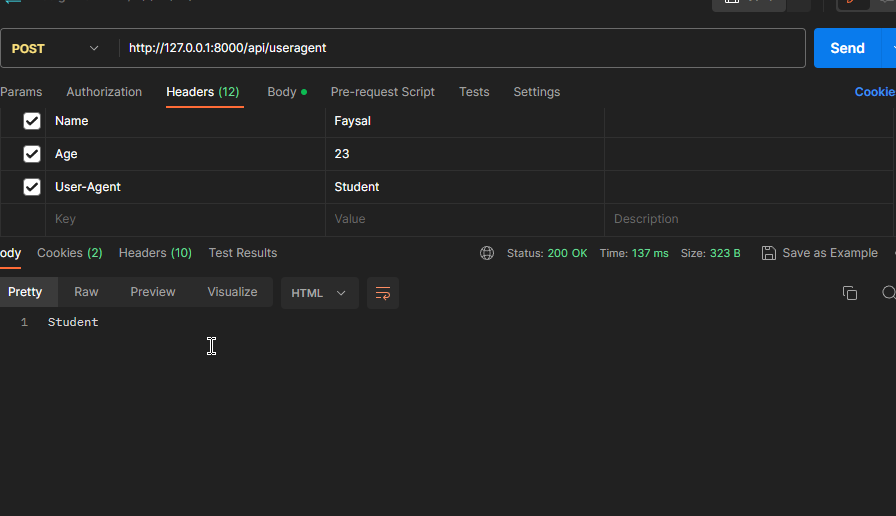 POST http://127.0.0.1:8000/api/useragent Send
Params Authorization Headers (12) Body Pre-request Script Tests Settings Cookie
Name Faysal
Age 23
User-Agent Student
Key Value Description
ody Cookies (2) Headers (10) Test Results Status: 200 OK Time: 137 ms Size: 323 B Save as Example
Pretty Raw Preview Visualize HTML
1 Student